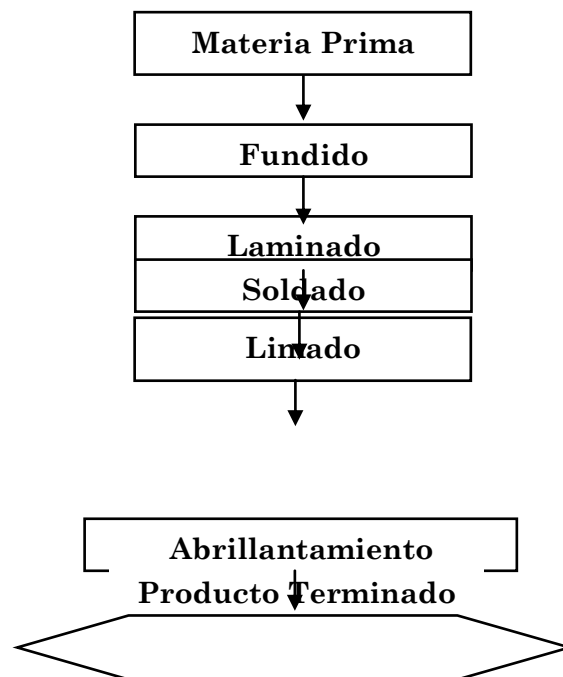 Materia Prima
Fundido
Laminado
Soldado
Limado
Abrillantamiento
Producto Terminado